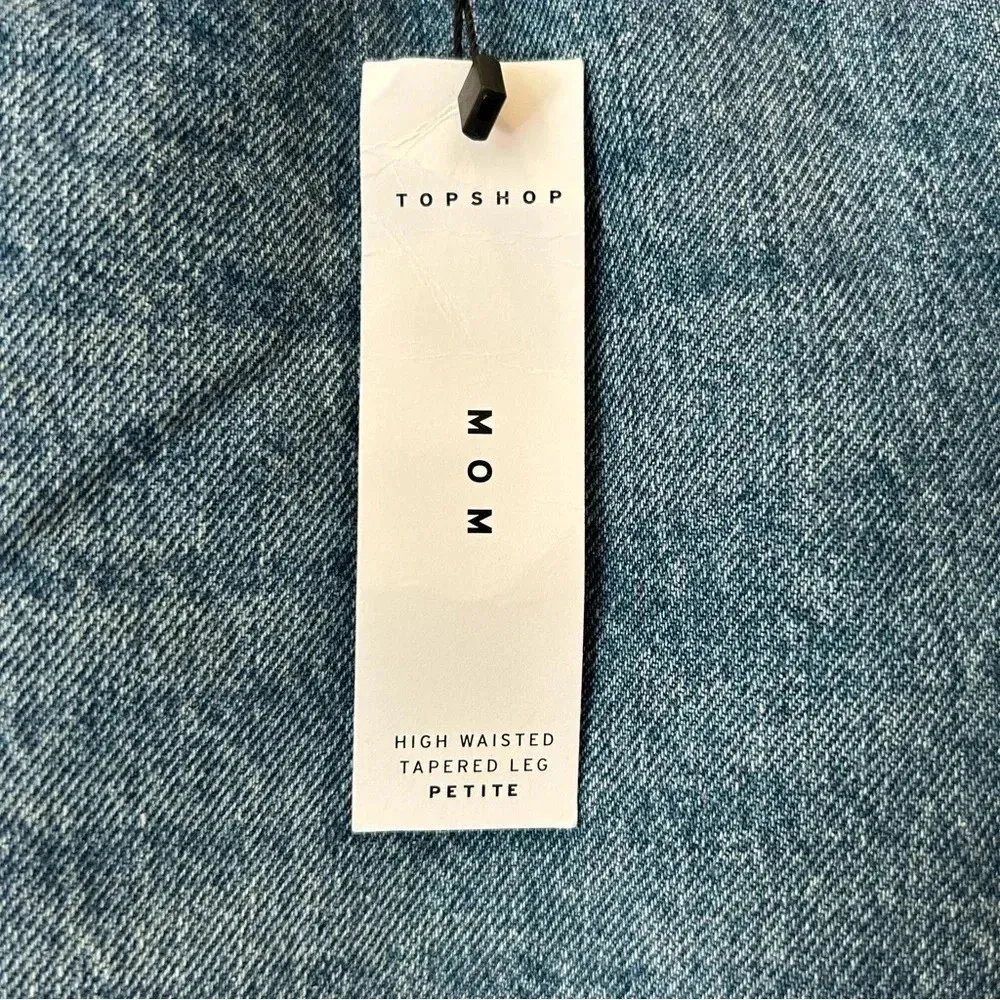 TOPSHOP
MOM
HIGH WAISTED
TAPERED LEG
PETITE